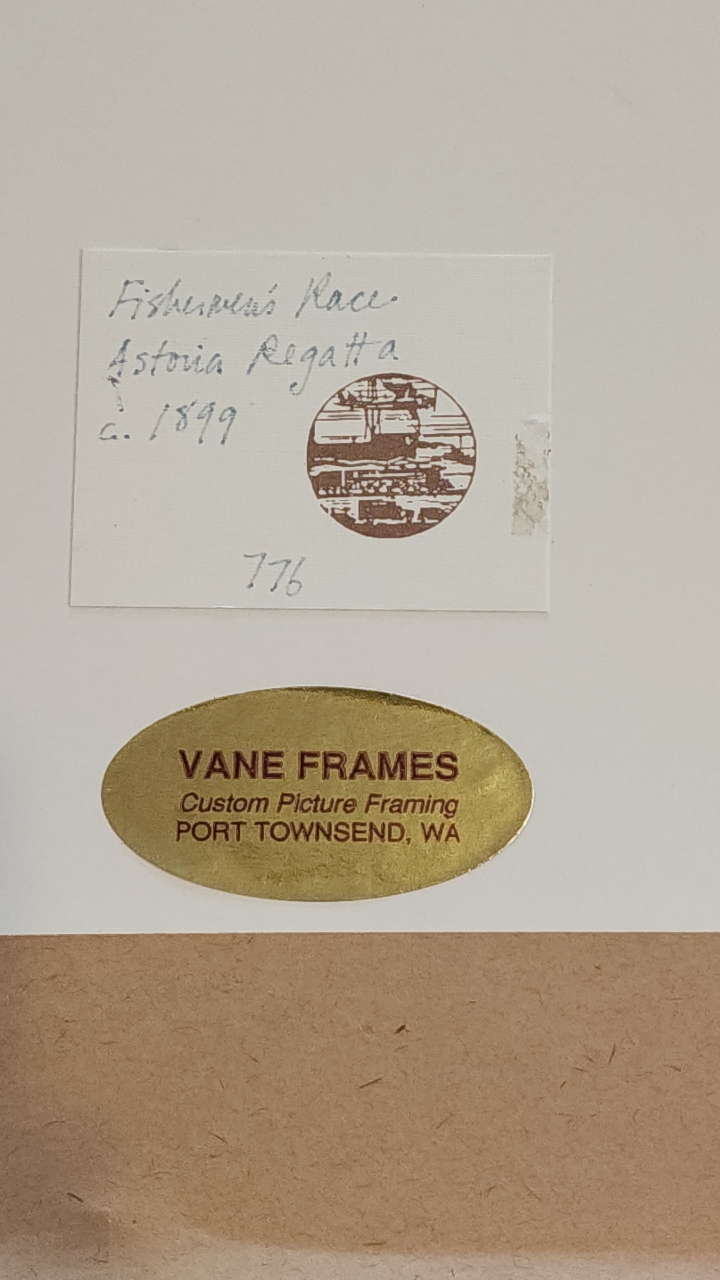 Fishermen's Race
Astoria Regatta
c. 1899
776
VANE FRAMES
Custom Picture Framing
PORT TOWNSEND, WA